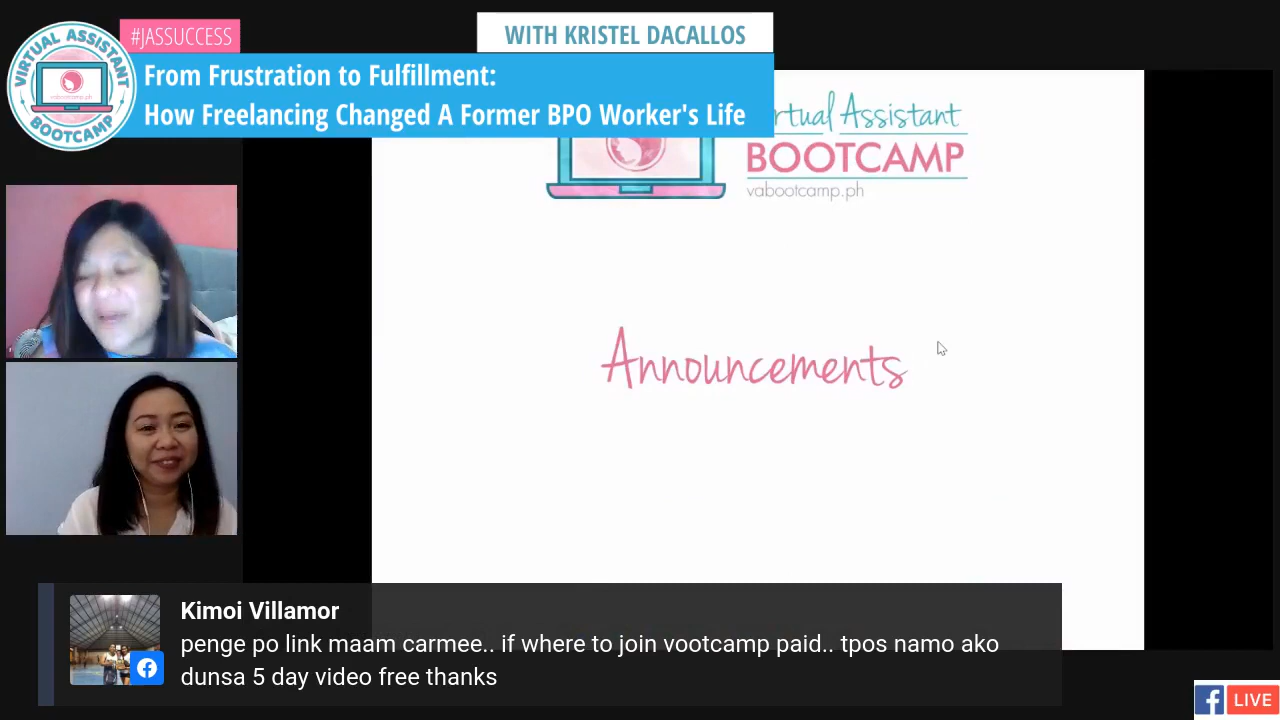 #JASSUCCESS
WITH KRISTEL DACALLOS
VIRTUAL ASSISTANT
BOOTCAMP
From Frustration to Fulfillment:
How Freelancing Changed A Former BPO Worker's Life
Assistant
BOOTCAMP
vabootcamp.ph
Announcements
Kimoi Villamor
penge po link maam carmee.. if where to join vootcamp paid.. tpos namo ako
dunsa 5 day video free thanks
f LIVE